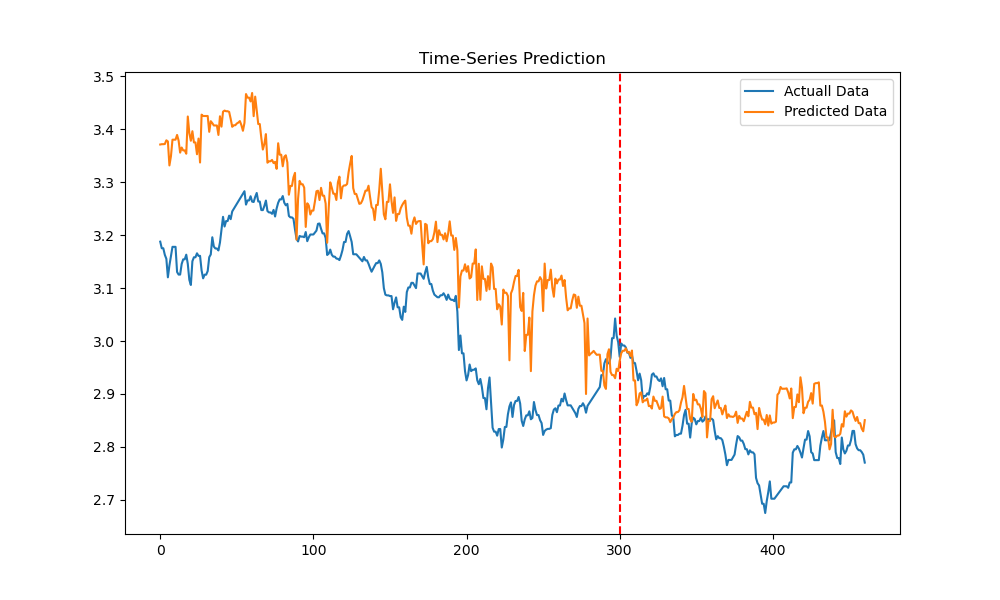 Time-Series Prediction
Actuall Data
Predicted Data
3.5
3.4
3.3
3.2
3.1
3.0
2.9
2.8
2.7
0 100 200 300 400